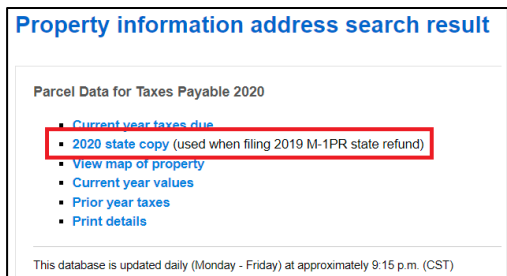 Property information address search result
Parcel Data for Taxes Payable 2020
Current year taxes due
2020 state copy (used when filing 2019 M-1PR state refund)
View map of property
Current year values
Prior year taxes
Print details
This database is updated daily (Monday - Friday) at approximately 9:15 p.m. (CST)